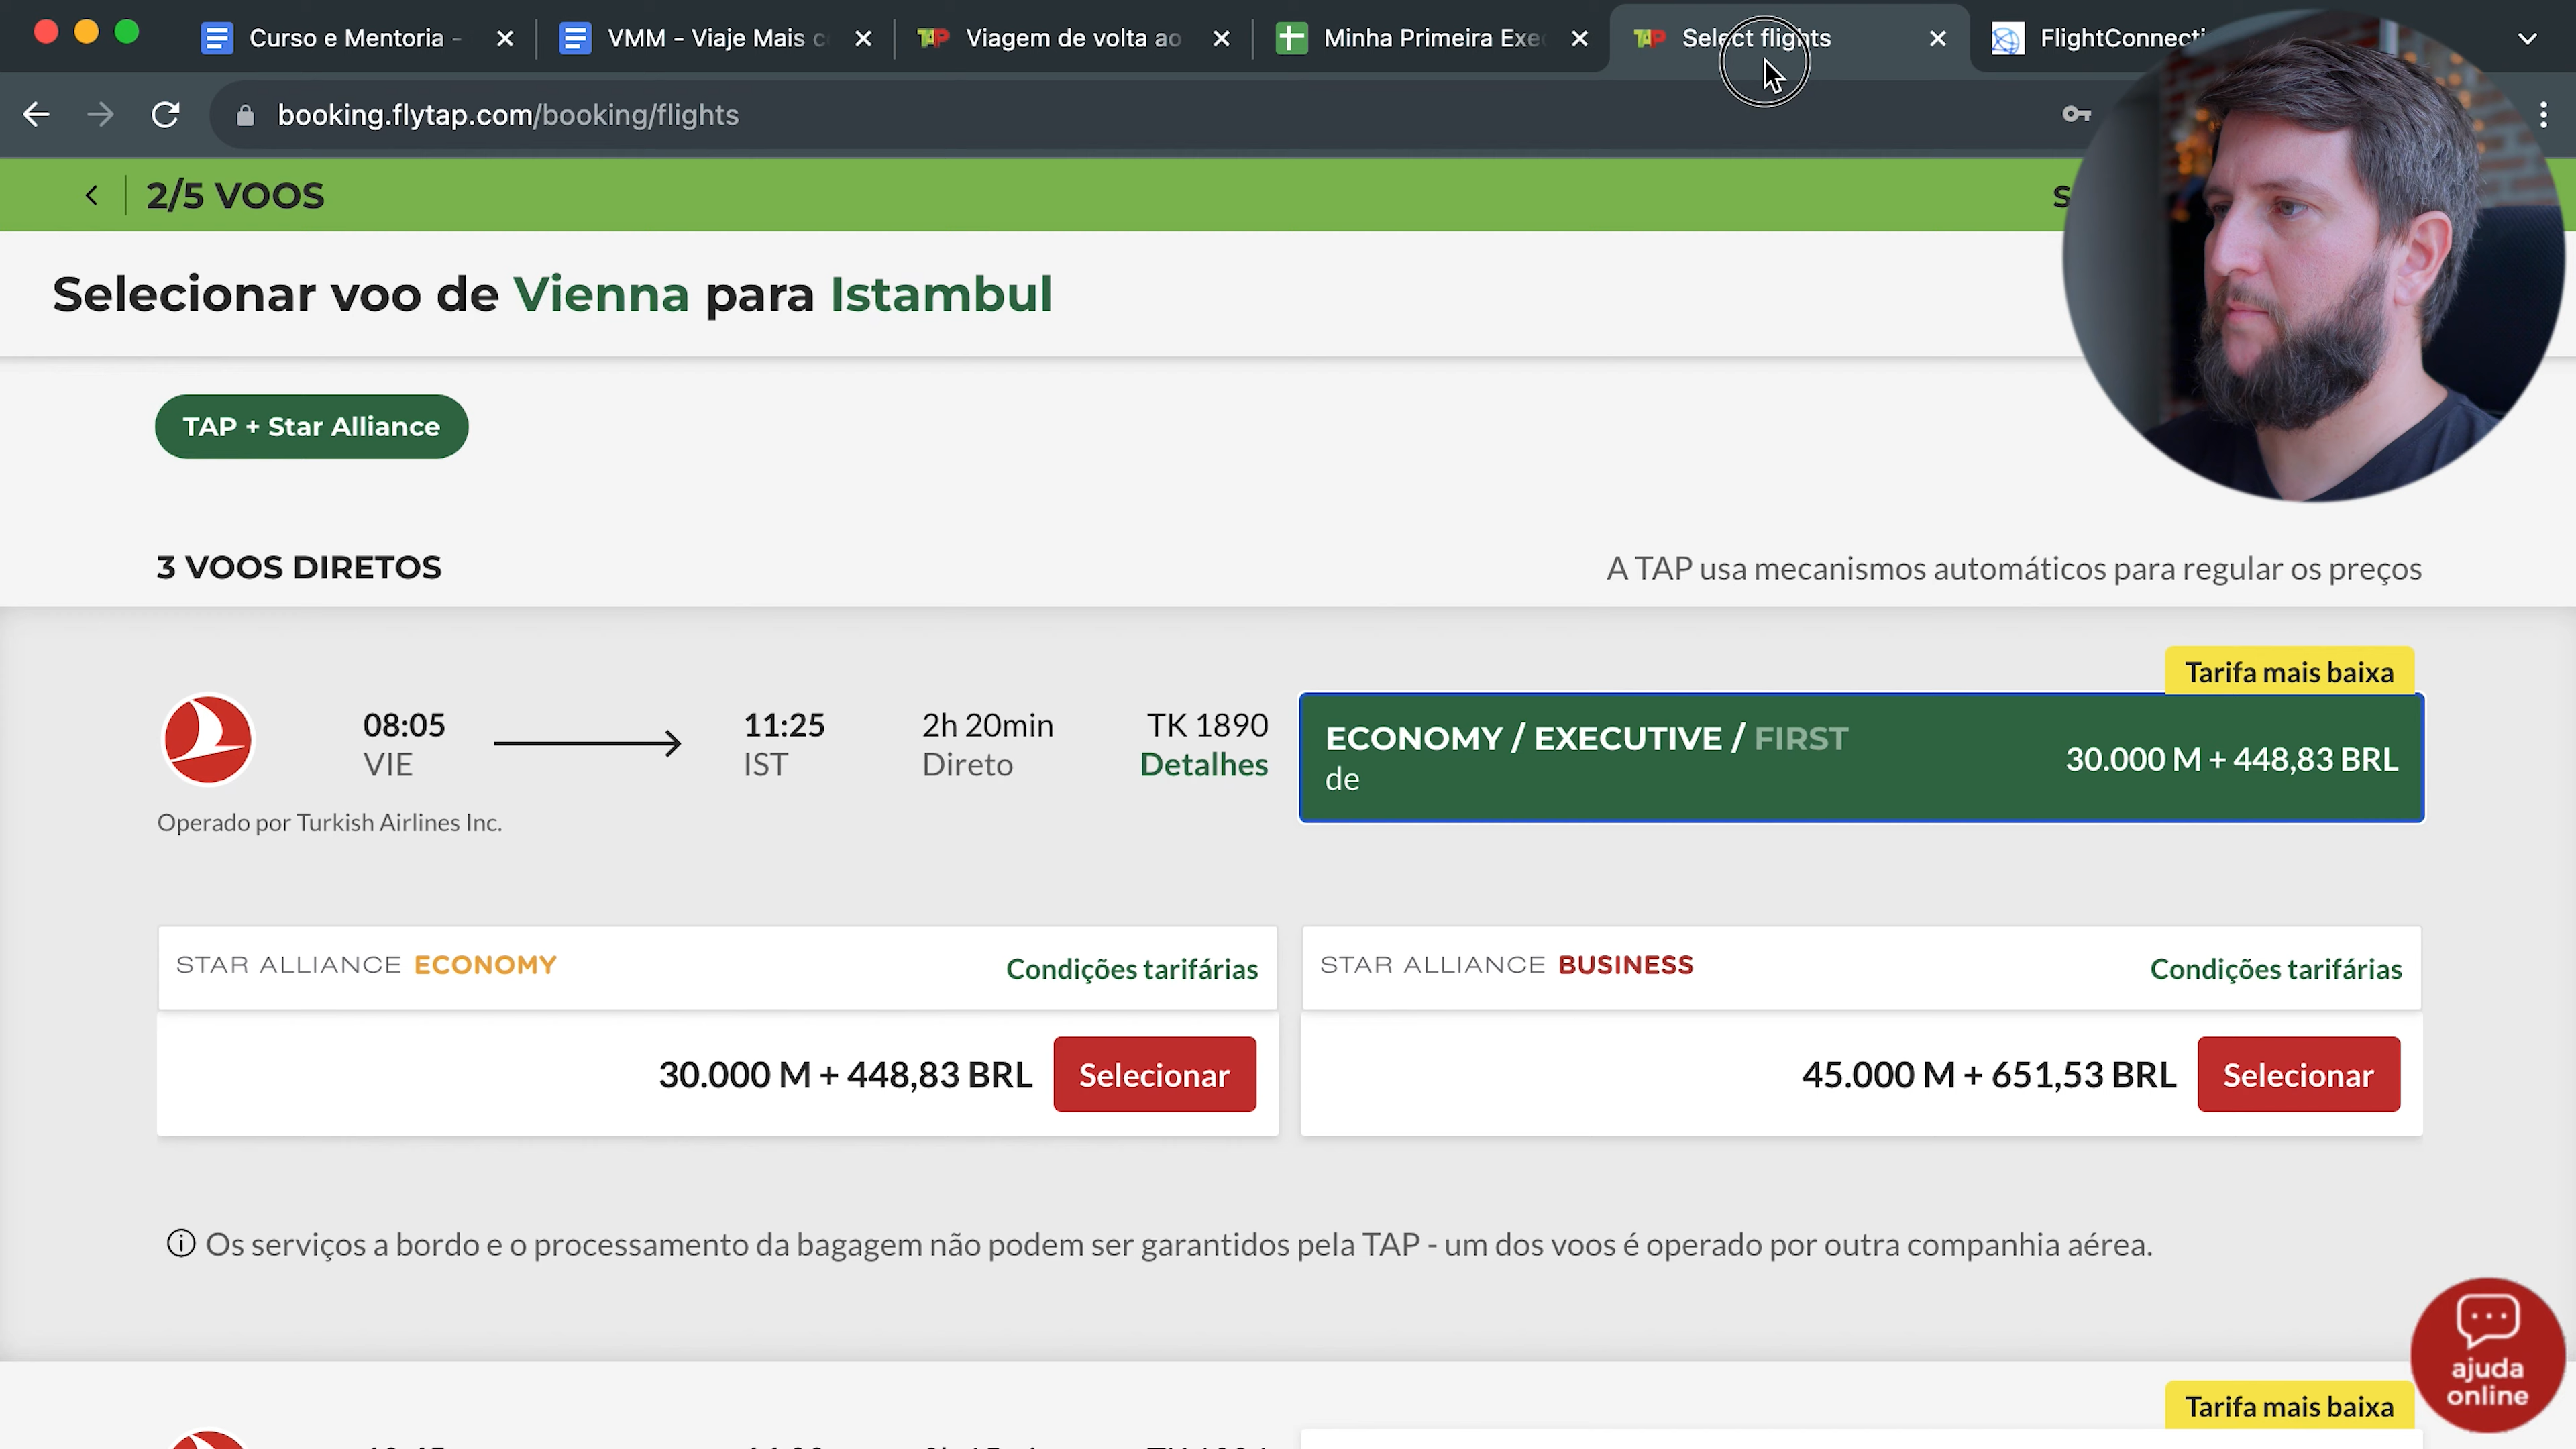 Curso e Mentoria -
VMM - Viaje Mais
TAP Viagem de volta ao
Minha Primeira Exe
TAP Select flights
FlightConnecti
booking.flytap.com/booking/flights
2/5 VOOS
S
Selecionar voo de Vienna para Istambul
TAP + Star Alliance
3 VOOS DIRETOS
A TAP usa mecanismos automáticos para regular os preços
Tarifa mais baixa
08:05
VIE
11:25
IST
2h 20min
Direto
TK 1890
Detalhes
ECONOMY / EXECUTIVE / FIRST
de
30.000 M + 448,83 BRL
Operado por Turkish Airlines Inc.
STAR ALLIANCE ECONOMY
Condições tarifárias
30.000 M + 448,83 BRL
Selecionar
STAR ALLIANCE BUSINESS
Condições tarifárias
45.000 M + 651,53 BRL
Selecionar
Os serviços a bordo e o processamento da bagagem não podem ser garantidos pela TAP - um dos voos é operado por outra companhia aérea.
ajuda
online
Tarifa mais baixa